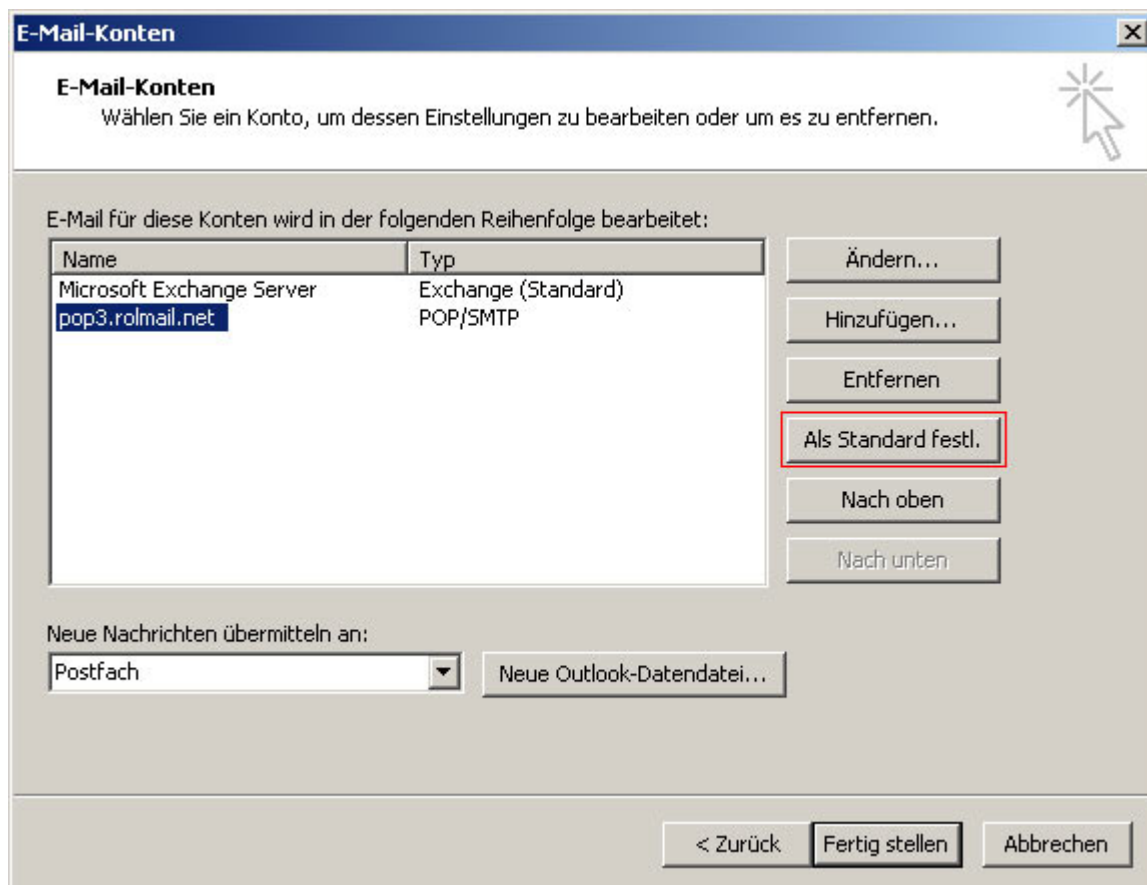 E-Mail-Konten
E-Mail-Konten
Wählen Sie ein Konto, um dessen Einstellungen zu bearbeiten oder um es zu entfernen.
E-Mail für diese Konten wird in der folgenden Reihenfolge bearbeitet:
Name Typ
Microsoft Exchange Server Exchange (Standard)
pop3.rolmail.net POP/SMTP
Ändern...
Hinzufügen...
Entfernen
Als Standard festl.
Nach oben
Nach unten
Neue Nachrichten übermitteln an:
Postfach Neue Outlook-Datendatei...
< Zurück Fertig stellen Abbrechen